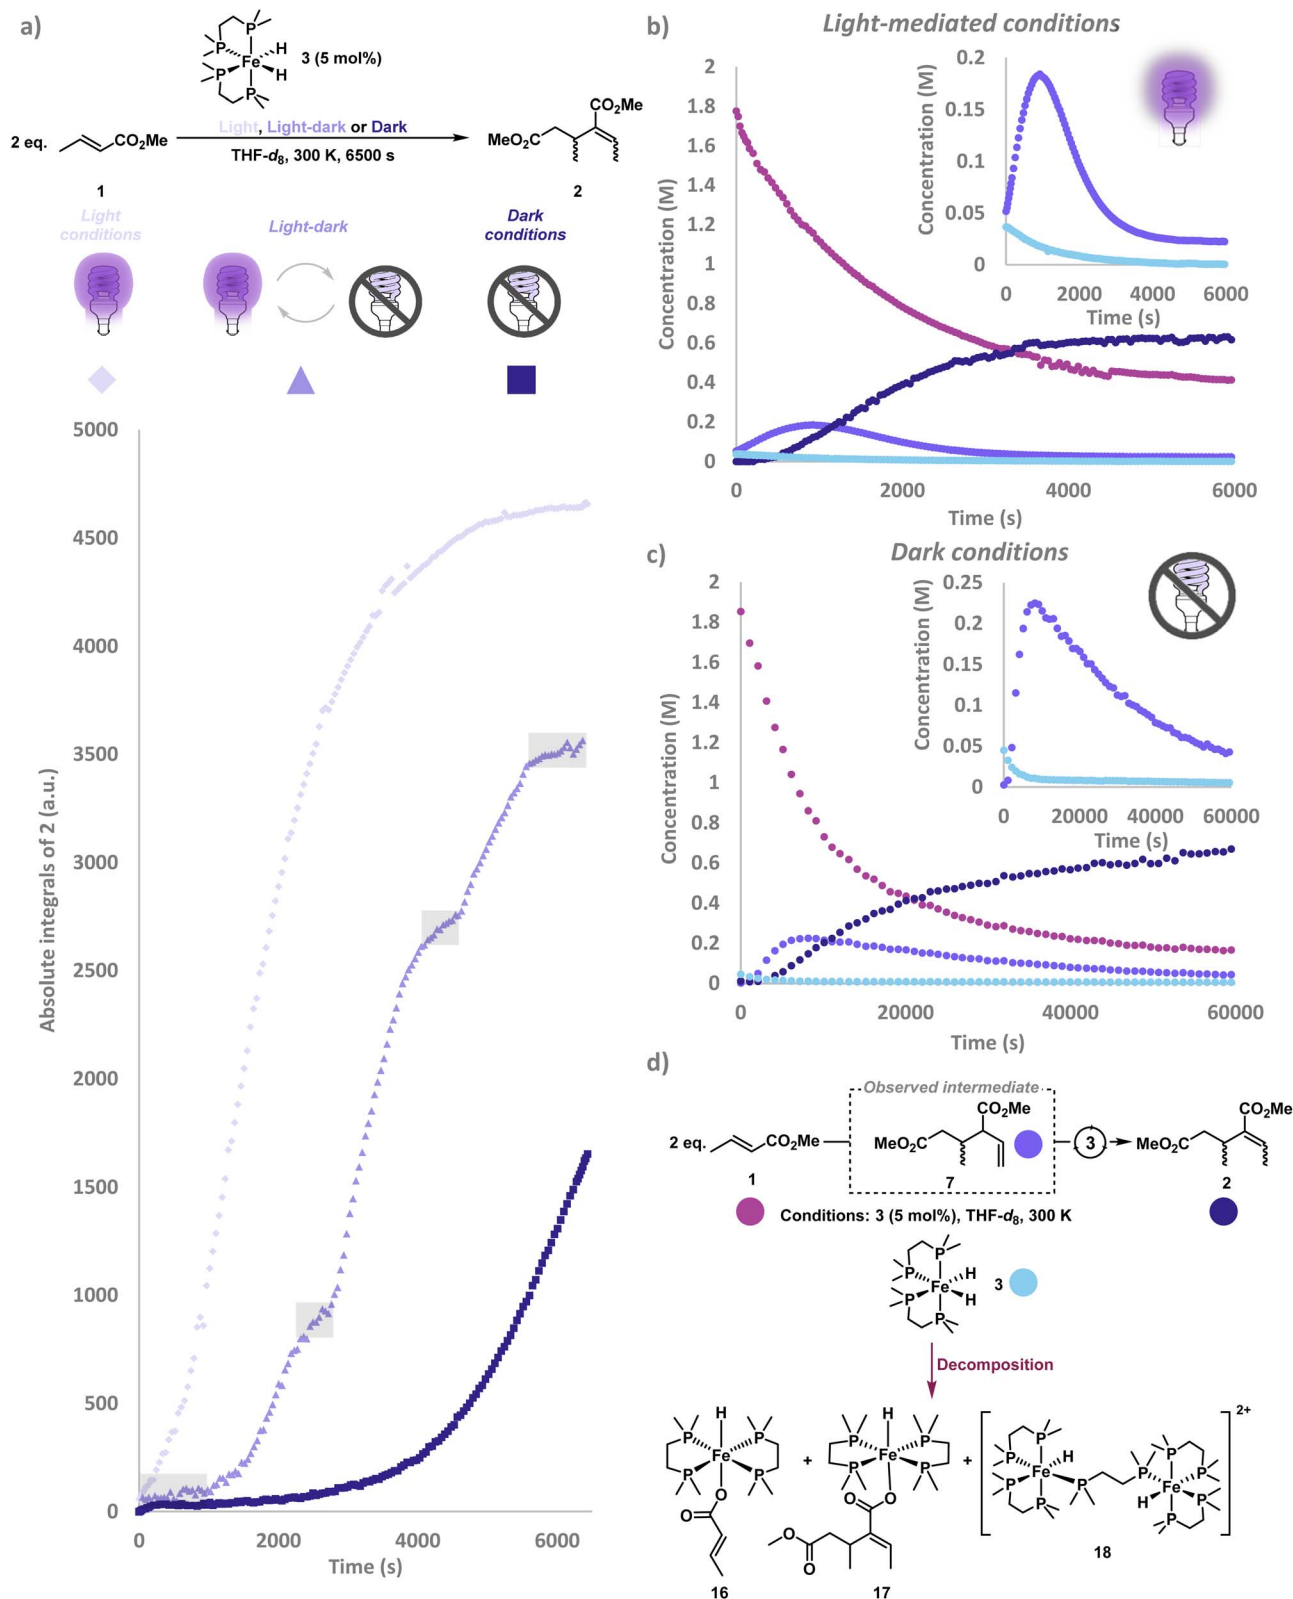 a)
P
P
Fe
H
H
P
P
3 (5 mol%)
2 eq.
CO₂Me
1
Light, Light-dark or Dark
THF-d₈, 300 K, 6500 s
CO₂Me
MeO₂C
2
Light
conditions
Light-dark
Dark
conditions
Absolute integrals of 2 (a.u.)
5000
4500
4000
3500
3000
2500
2000
1500
1000
500
0
0
2000
4000
6000
Time (s)
b)
Light-mediated conditions
Concentration (M)
2
1.8
1.6
1.4
1.2
1
0.8
0.6
0.4
0.2
0
0
2000
4000
6000
Time (s)
Concentration (M)
0.2
0.15
0.1
0.05
0
0
2000
4000
6000
Time (s)
c)
Dark conditions
Concentration (M)
2
1.8
1.6
1.4
1.2
1
0.8
0.6
0.4
0.2
0
0
20000
40000
60000
Time (s)
Concentration (M)
0.25
0.2
0.15
0.1
0.05
0
0
20000
40000
60000
Time (s)
d)
Observed intermediate
2 eq.
CO₂Me
1
CO₂Me
MeO₂C
7
3
CO₂Me
MeO₂C
2
Conditions: 3 (5 mol%), THF-d₈, 300 K
P
P
Fe
H
H
P
P
3
Decomposition
H
P
P
Fe
P
P
O
O
16
+
H
P
P
Fe
P
P
O
O
O
O
17
+
2+
P
H
P
Fe
P
P
P
P
P
P
Fe
H
P
P
18